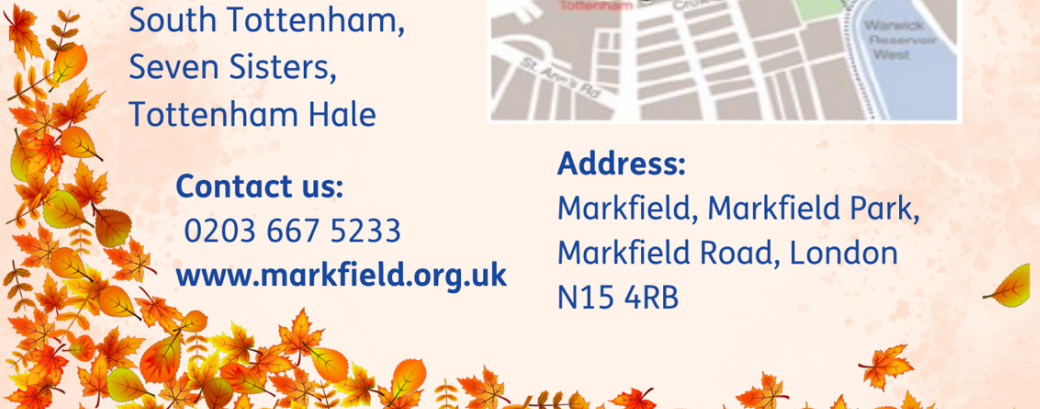 South Tottenham,
Seven Sisters,
Tottenham Hale
Tottenham
Warwick
Reservoir
West
St. Ann's Rd
Contact us:
0203 667 5233
www.markfield.org.uk
Address:
Markfield, Markfield Park,
Markfield Road, London
N15 4RB